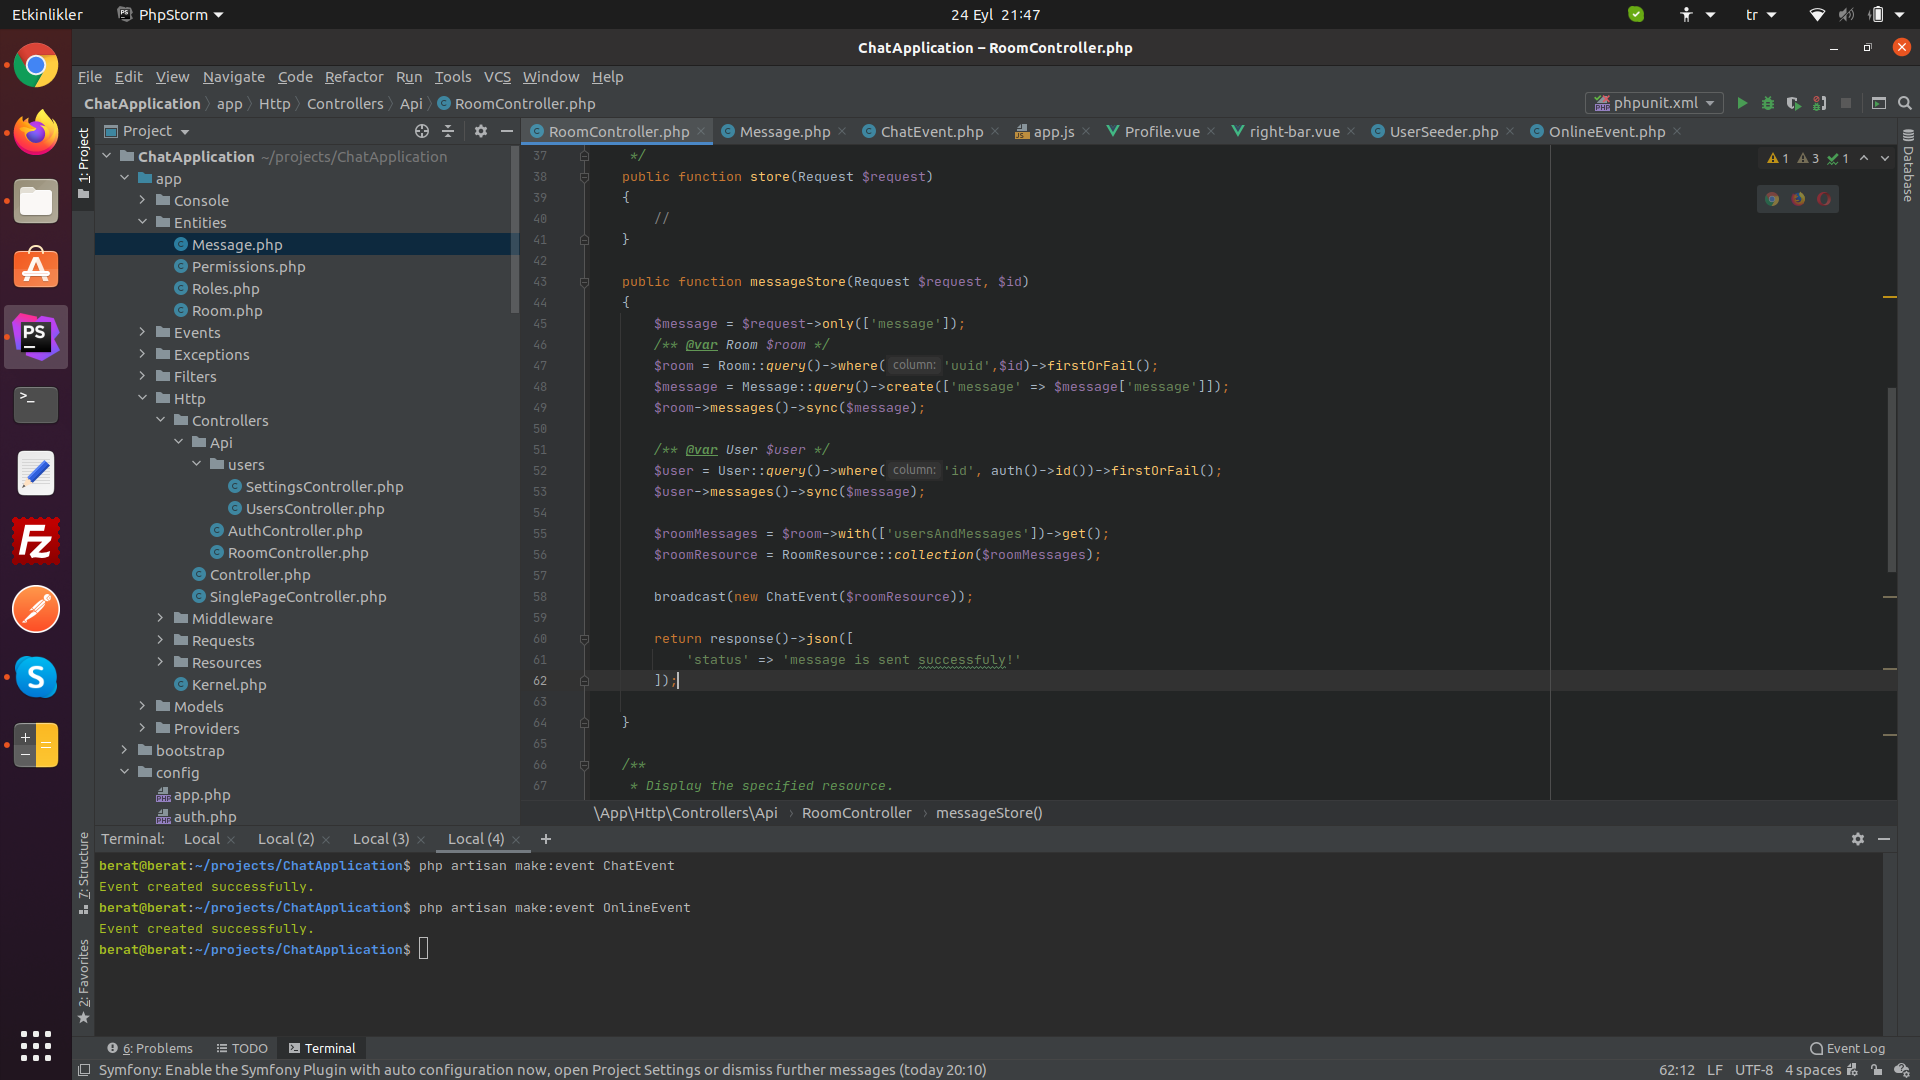 Etkinlikler
PhpStorm
24 Eyl 21:47
tr
ChatApplication – RoomController.php
File Edit View Navigate Code Refactor Run Tools VCS Window Help
ChatApplication app Http Controllers Api RoomController.php
phpunit.xml
1: Project
Project
RoomController.php Message.php ChatEvent.php app.js Profile.vue right-bar.vue UserSeeder.php OnlineEvent.php
Database
ChatApplication ~/projects/ChatApplication
app
Console
Entities
Message.php
Permissions.php
Roles.php
Room.php
Events
Exceptions
Filters
Http
Controllers
Api
users
SettingsController.php
UsersController.php
AuthController.php
RoomController.php
Controller.php
SinglePageController.php
Middleware
Requests
Resources
Kernel.php
Models
Providers
bootstrap
config
app.php
auth.php
1 3 1
37 */
38 public function store(Request $request)
39 {
40 //
41 }
42
43 public function messageStore(Request $request, $id)
44 {
45 $message = $request->only(['message']);
46 /** @var Room $room */
47 $room = Room::query()->where( column: 'uuid',$id)->firstOrFail();
48 $message = Message::query()->create(['message' => $message['message']]);
49 $room->messages()->sync($message);
50
51 /** @var User $user */
52 $user = User::query()->where( column: 'id', auth()->id())->firstOrFail();
53 $user->messages()->sync($message);
54
55 $roomMessages = $room->with(['usersAndMessages'])->get();
56 $roomResource = RoomResource::collection($roomMessages);
57
58 broadcast(new ChatEvent($roomResource));
59
60 return response()->json([
61 'status' => 'message is sent successfuly!'
62 ]);
63
64 }
65
66 /**
67 * Display the specified resource.
\App\Http\Controllers\Api › RoomController › messageStore()
Terminal: Local Local (2) Local (3) Local (4) +
7: Structure
2: Favorites
berat@berat:~/projects/ChatApplication$ php artisan make:event ChatEvent
Event created successfully.
berat@berat:~/projects/ChatApplication$ php artisan make:event OnlineEvent
Event created successfully.
berat@berat:~/projects/ChatApplication$
6: Problems TODO Terminal
Event Log
Symfony: Enable the Symfony Plugin with auto configuration now, open Project Settings or dismiss further messages (today 20:10)
62:12 LF UTF-8 4 spaces